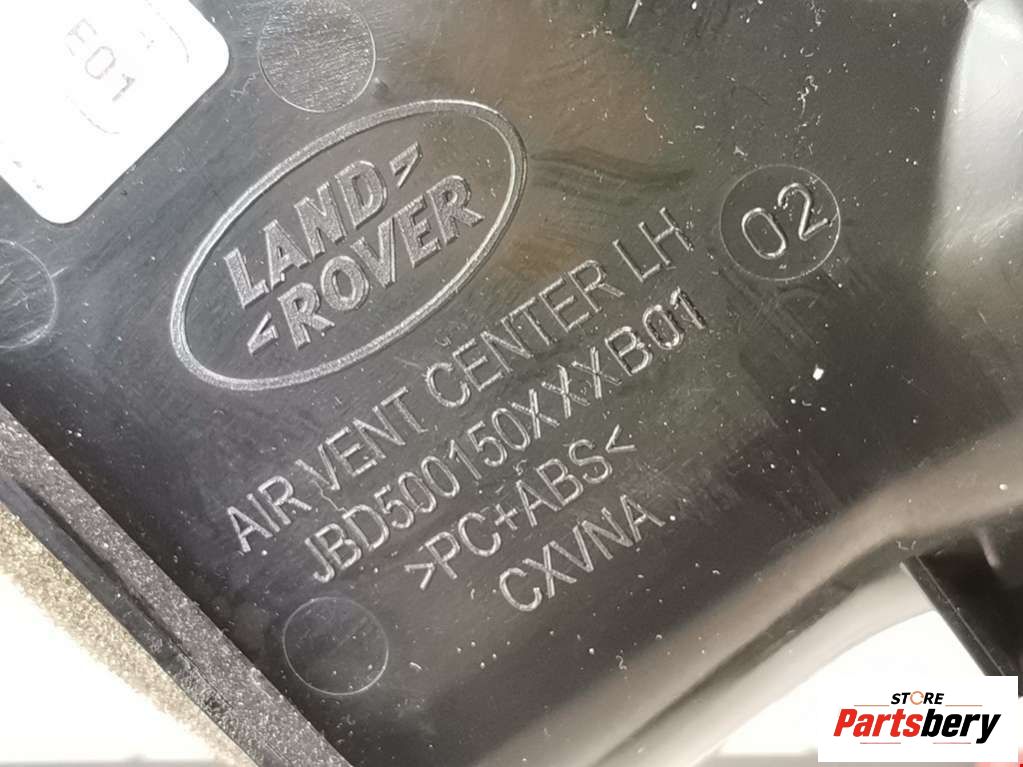 E01
LAND
ROVER
AIR VENT CENTER LH
02
JBD500150XXXB01
>PC+ABS<
CXVNA
STORE
Partsbery